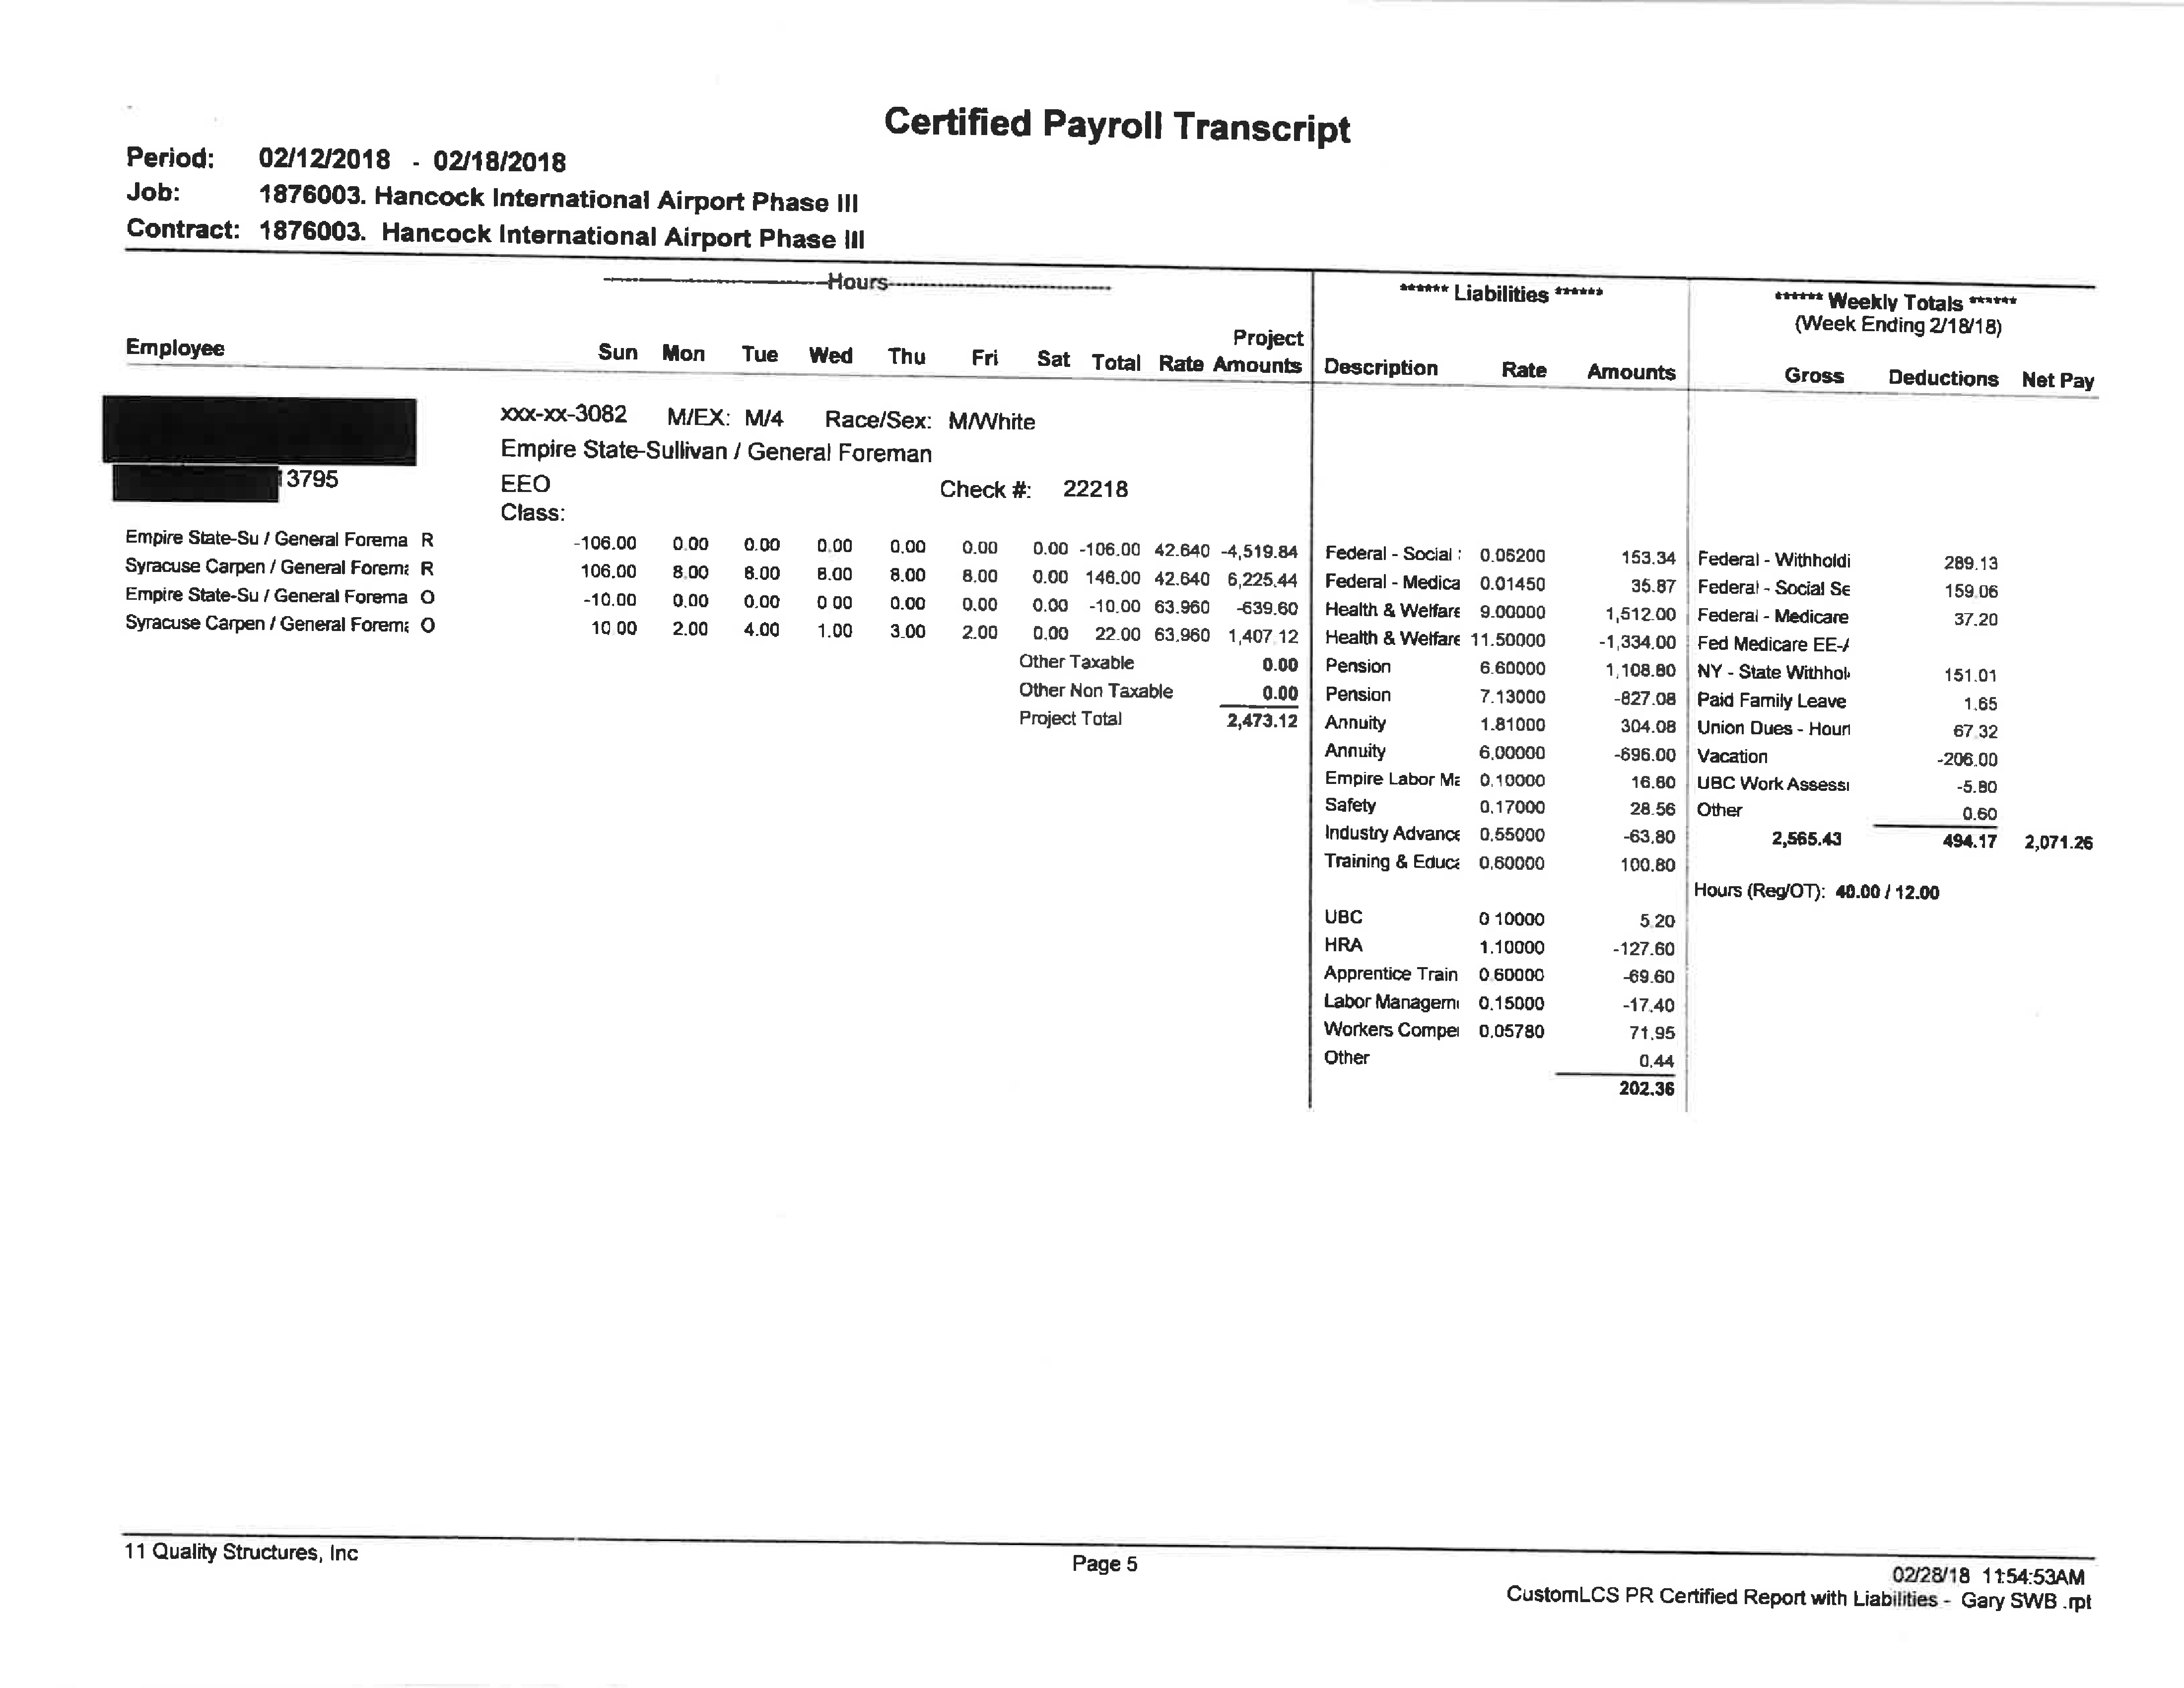 Certified Payroll Transcript
Period: 02/12/2018 - 02/18/2018
Job: 1876003. Hancock International Airport Phase III
Contract: 1876003. Hancock International Airport Phase III
Hours
****** Liabilities ******
****** Weekly Totals ******
(Week Ending 2/18/18)
Employee Sun Mon Tue Wed Thu Fri Sat Total Rate Project Amounts Description Rate Amounts Gross Deductions Net Pay
xxx-xx-3082 M/EX: M/4 Race/Sex: M/White
Empire State-Sullivan / General Foreman
13795 EEO Check #: 22218
Class:
Empire State-Su / General Forema R -106.00 0.00 0.00 0.00 0.00 0.00 0.00 -106.00 42.640 -4,519.84 Federal - Social : 0.06200 153.34 Federal - Withholdi 289.13
Syracuse Carpen / General Forema R 106.00 8.00 8.00 8.00 8.00 8.00 0.00 146.00 42.640 6,225.44 Federal - Medica 0.01450 35.87 Federal - Social Se 159.06
Empire State-Su / General Forema O -10.00 0.00 0.00 0 00 0.00 0.00 0.00 -10.00 63.960 -639.60 Health & Welfare 9.00000 1,512.00 Federal - Medicare 37.20
Syracuse Carpen / General Forema O 10 00 2.00 4.00 1.00 3.00 2.00 0.00 22.00 63.960 1,407.12 Health & Welfare 11.50000 -1,334.00 Fed Medicare EE-/
Other Taxable 0.00 Pension 6.60000 1,108.80 NY - State Withhol 151.01
Other Non Taxable 0.00 Pension 7.13000 -827.08 Paid Family Leave 1.65
Project Total 2,473.12 Annuity 1.81000 304.08 Union Dues - Hourl 67.32
Annuity 6.00000 -696.00 Vacation -206.00
Empire Labor Ma 0.10000 16.80 UBC Work Assessi -5.80
Safety 0.17000 28.56 Other 0.60
Industry Advance 0.55000 -63.80 2,565.43 494.17 2,071.26
Training & Educa 0.60000 100.80
Hours (Reg/OT): 40.00 / 12.00
UBC 0 10000 5.20
HRA 1.10000 -127.60
Apprentice Train 0.60000 -69.60
Labor Managem 0.15000 -17.40
Workers Compe 0.05780 71.95
Other 0.44
202.36
11 Quality Structures, Inc
Page 5
02/28/18 11:54:53AM
CustomLCS PR Certified Report with Liabilities - Gary SWB .rpt